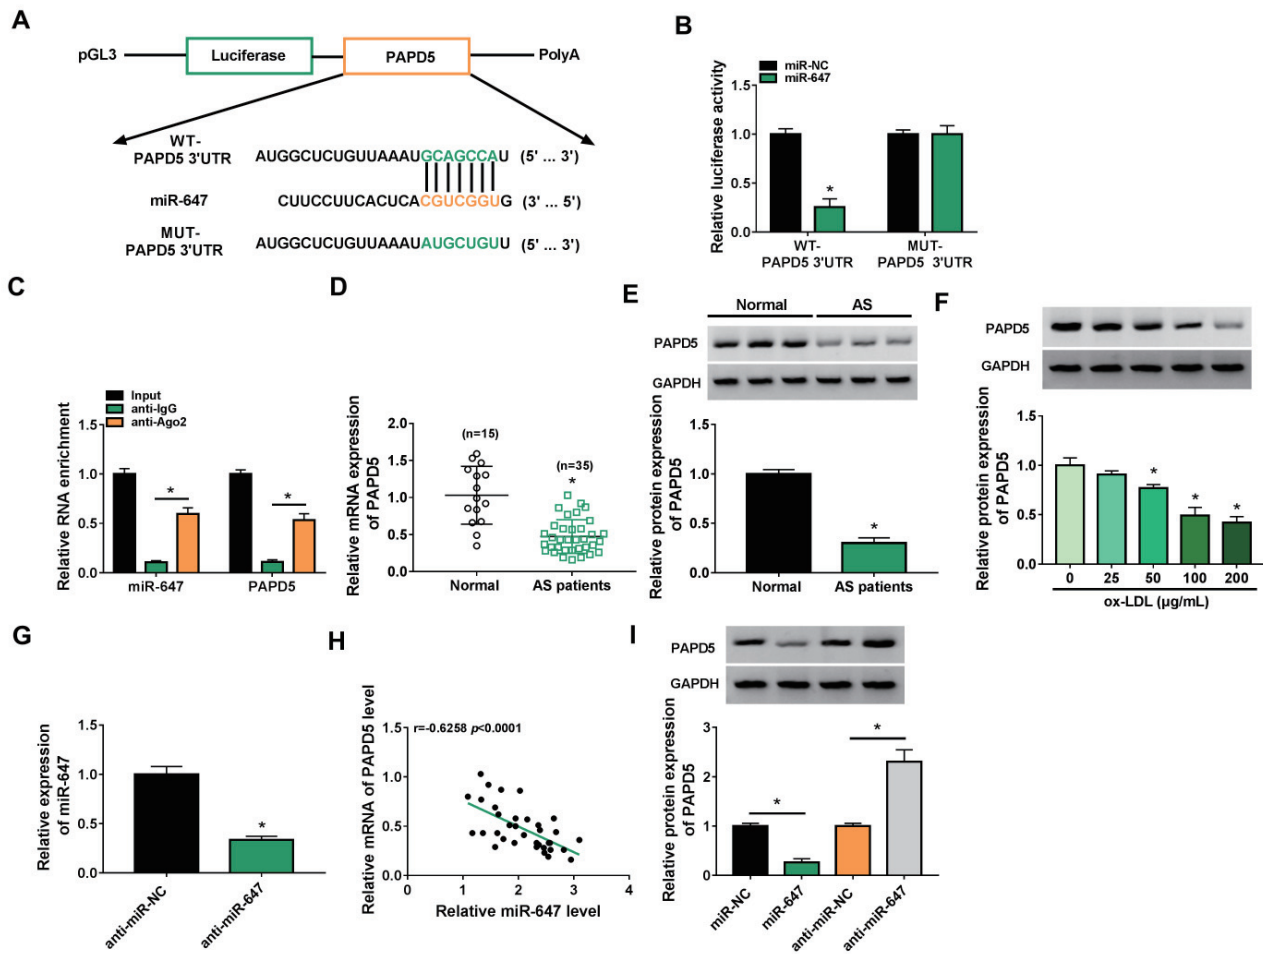 A
pGL3
Luciferase
PAPD5
PolyA
WT-
PAPD5 3'UTR
AUGGCUCUGUUAAAUGCAGCCAU (5' ... 3')
miR-647
CUUCCUUCACUCACGUCGGUG (3' ... 5')
MUT-
PAPD5 3'UTR
AUGGCUCUGUUAAAUAUGCUGUU (5' ... 3')
B
miR-NC
miR-647
Relative luciferase activity
1.5
1.0
0.5
0.0
*
WT-
PAPD5 3'UTR
MUT-
PAPD5 3'UTR
C
Input
anti-IgG
anti-Ago2
Relative RNA enrichment
1.5
1.0
0.5
0.0
*
*
miR-647
PAPD5
D
Relative mRNA expression
of PAPD5
2.0
1.5
1.0
0.5
0.0
(n=15)
(n=35)
*
Normal
AS patients
E
Normal
AS
PAPD5
GAPDH
Relative protein expression
of PAPD5
1.5
1.0
0.5
0.0
*
Normal
AS patients
F
PAPD5
GAPDH
Relative protein expression
of PAPD5
1.5
1.0
0.5
0.0
*
*
*
0 25 50 100 200
ox-LDL (μg/mL)
G
Relative expression
of miR-647
1.5
1.0
0.5
0.0
*
anti-miR-NC
anti-miR-647
H
Relative mRNA of PAPD5 level
1.5
1.0
0.5
0.0
r=-0.6258 p<0.0001
0 1 2 3 4
Relative miR-647 level
I
PAPD5
GAPDH
Relative protein expression
of PAPD5
3
2
1
0
*
*
miR-NC
miR-647
anti-miR-NC
anti-miR-647